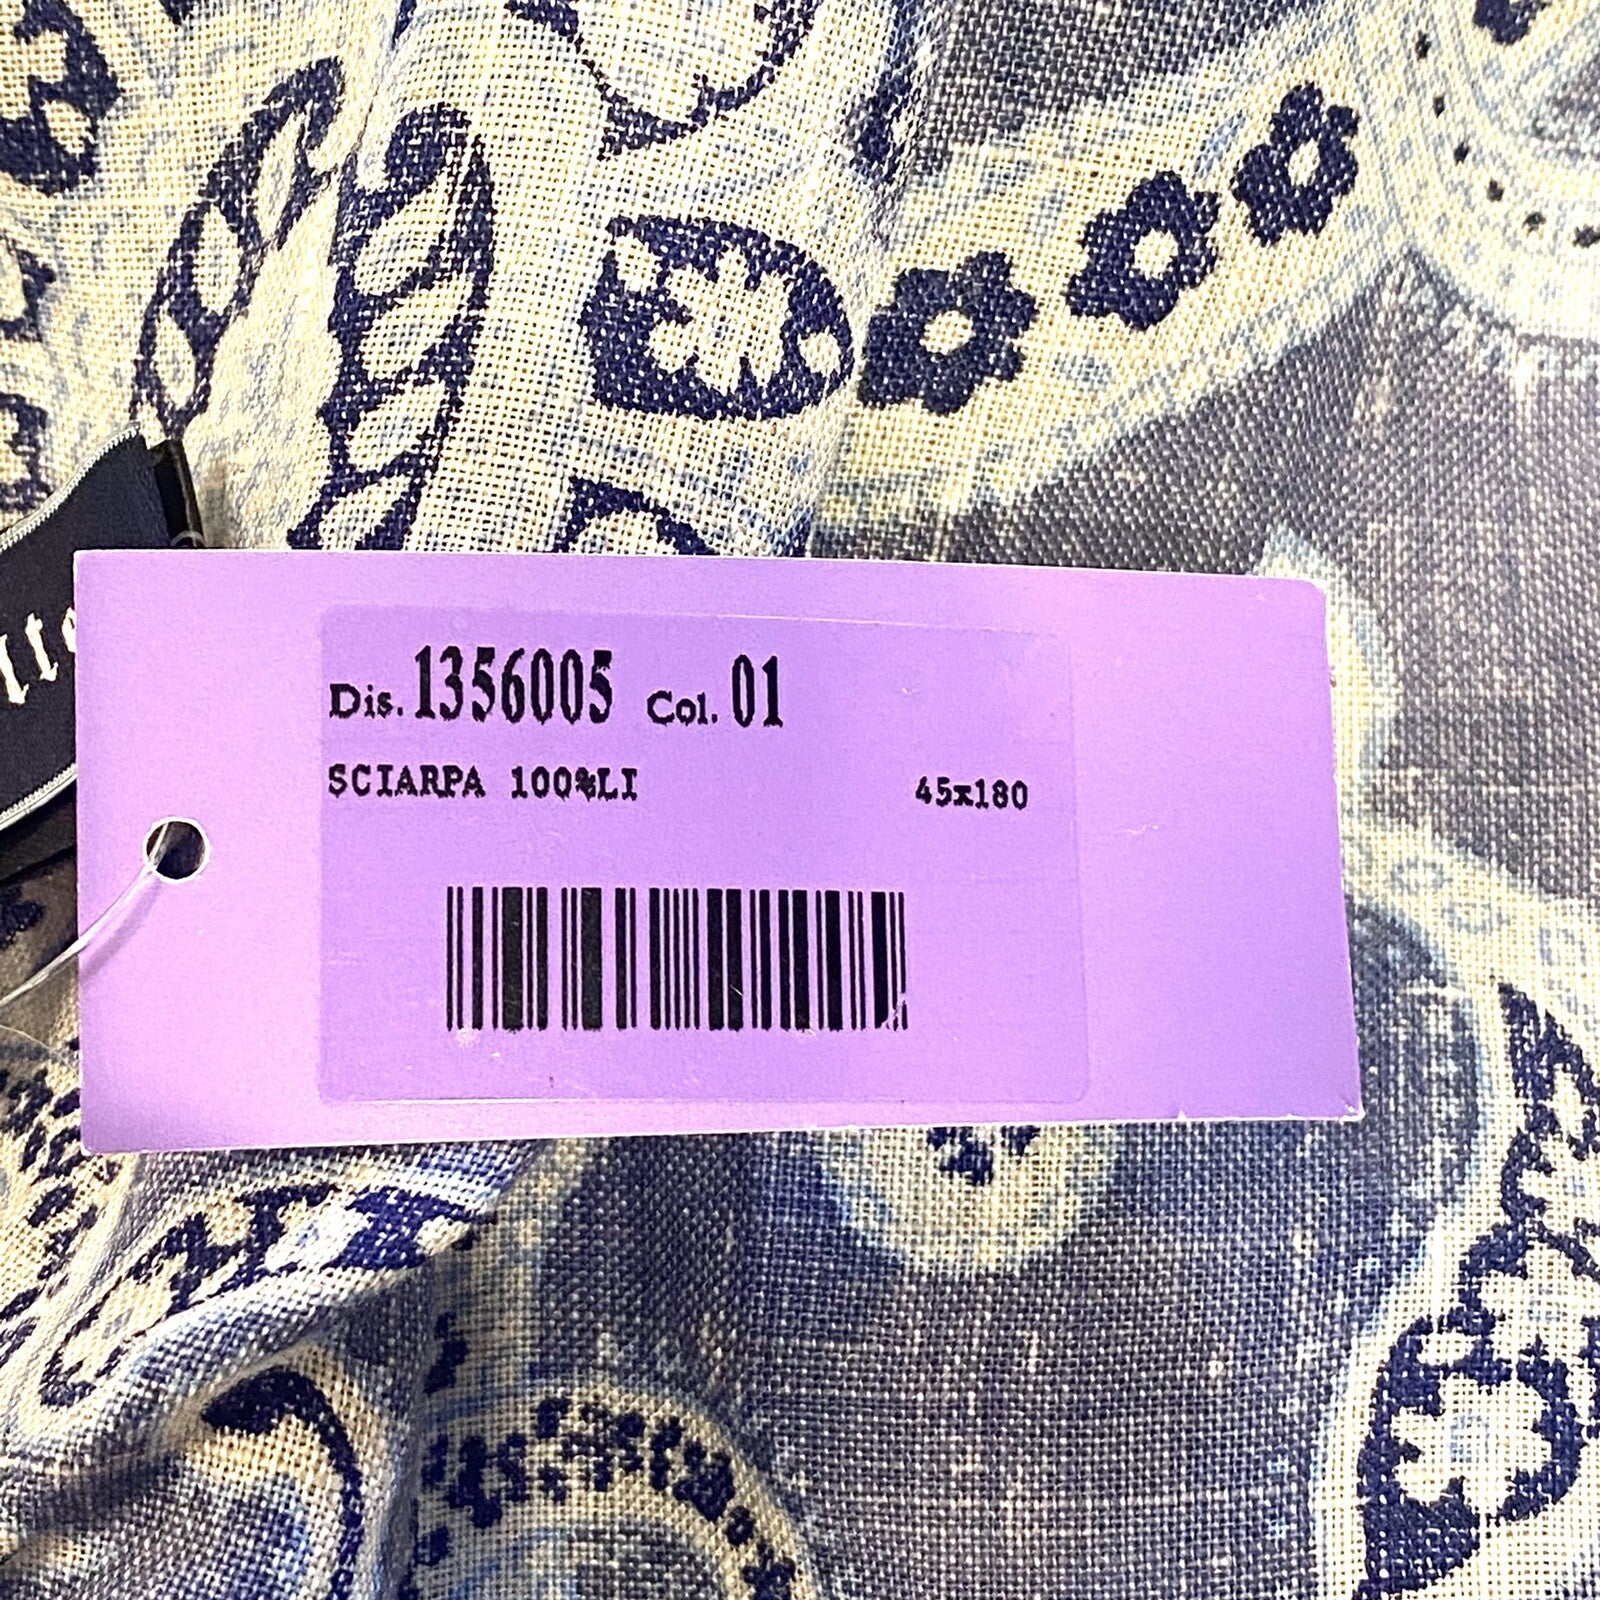 Dis. 1356005 Col. 01
SCIARPA 100%LI 45x180